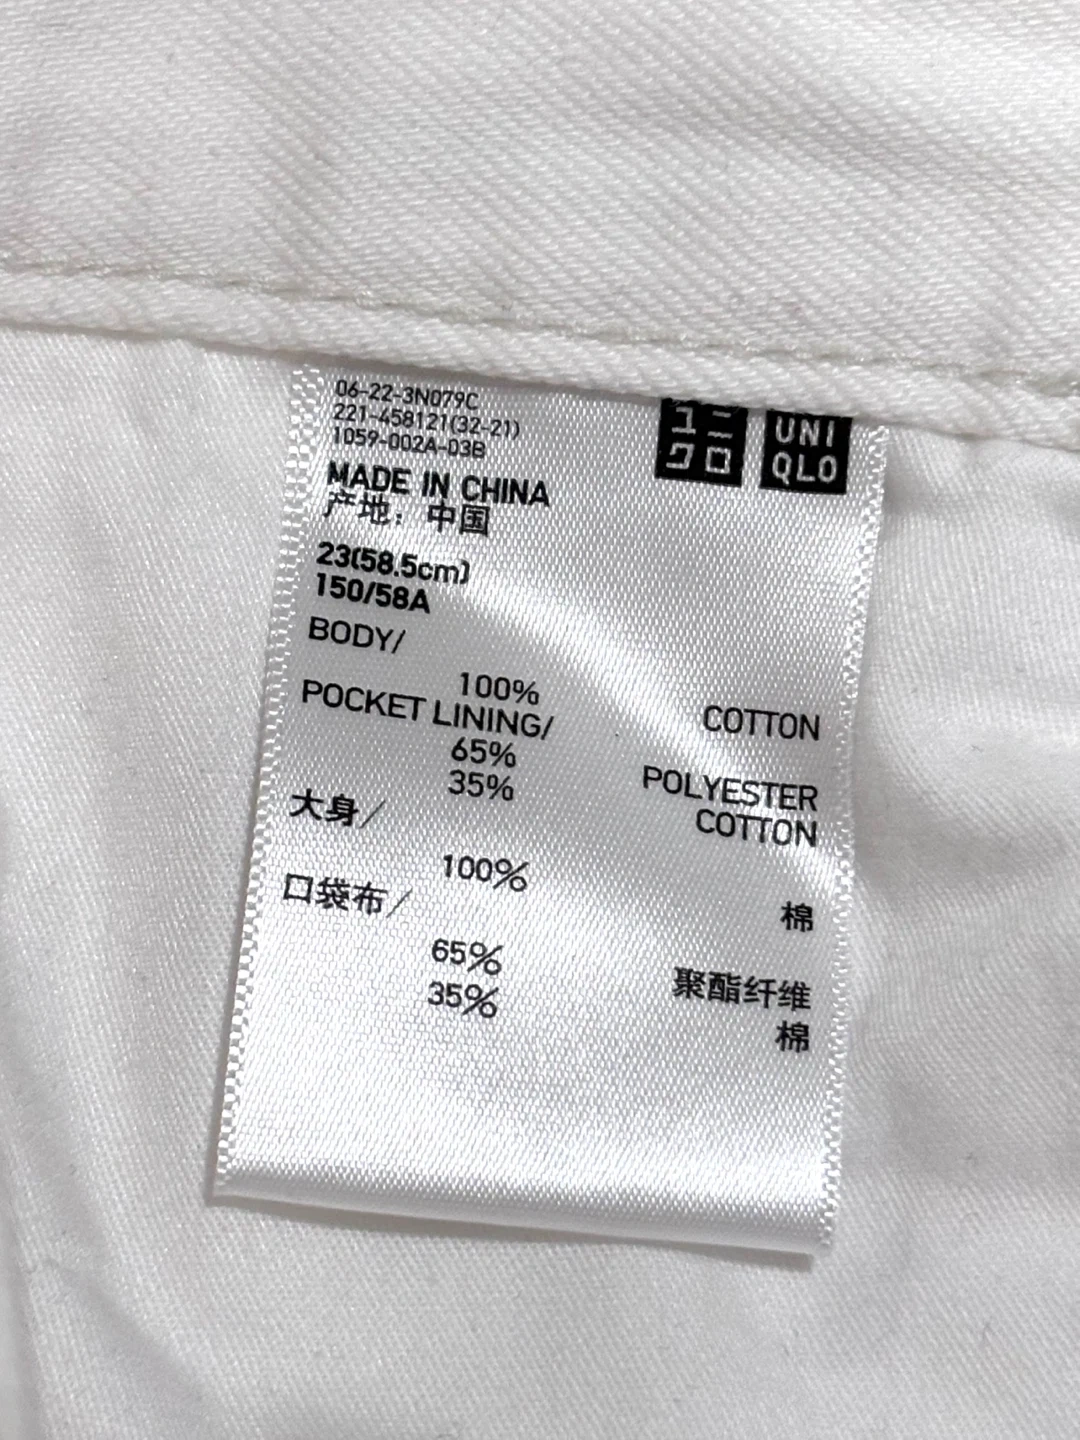 06-22-3N079C
221-458121(32-21)
1059-002A-03B
ユニ
クロ
UNI
QLO
MADE IN CHINA
产地：中国
23(58.5cm)
150/58A
BODY/
100% COTTON
POCKET LINING/
65% POLYESTER
35% COTTON
大身/
100% 棉
口袋布/
65% 聚酯纤维
35% 棉